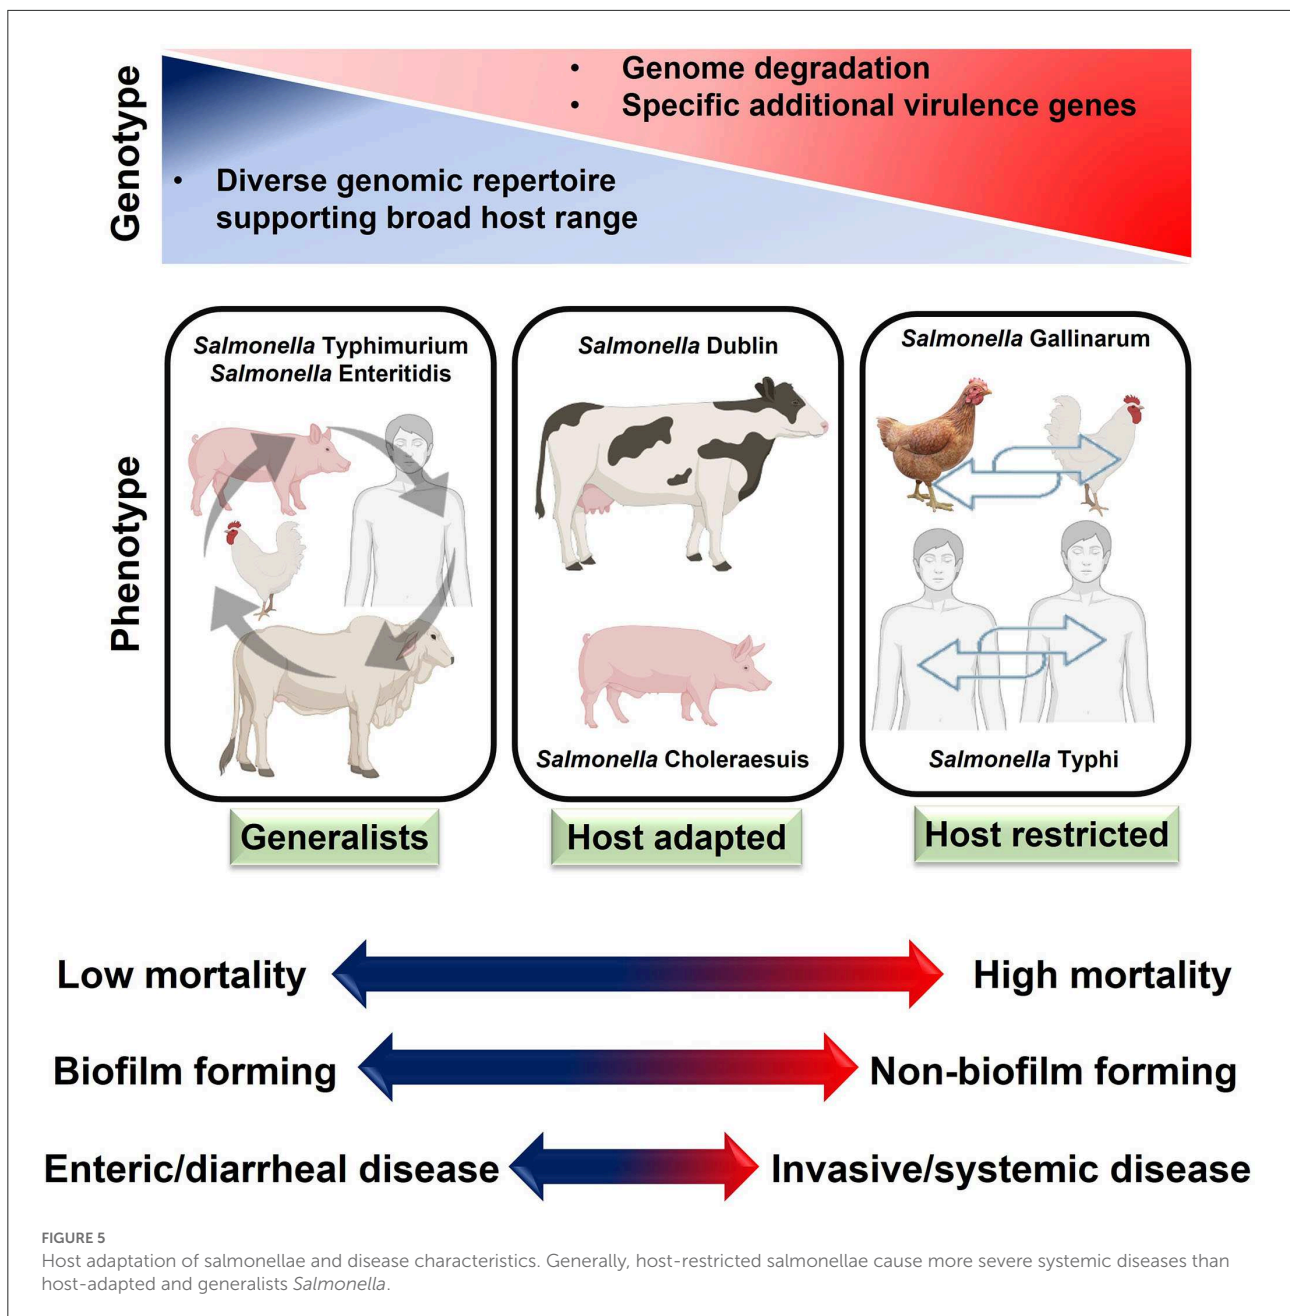 Genotype
• Genome degradation
• Specific additional virulence genes
• Diverse genomic repertoire
supporting broad host range
Phenotype
Salmonella Typhimurium
Salmonella Enteritidis
Generalists
Salmonella Dublin
Salmonella Choleraesuis
Host adapted
Salmonella Gallinarum
Salmonella Typhi
Host restricted
Low mortality
High mortality
Biofilm forming
Non-biofilm forming
Enteric/diarrheal disease
Invasive/systemic disease
FIGURE 5
Host adaptation of salmonellae and disease characteristics. Generally, host-restricted salmonellae cause more severe systemic diseases than
host-adapted and generalists Salmonella.